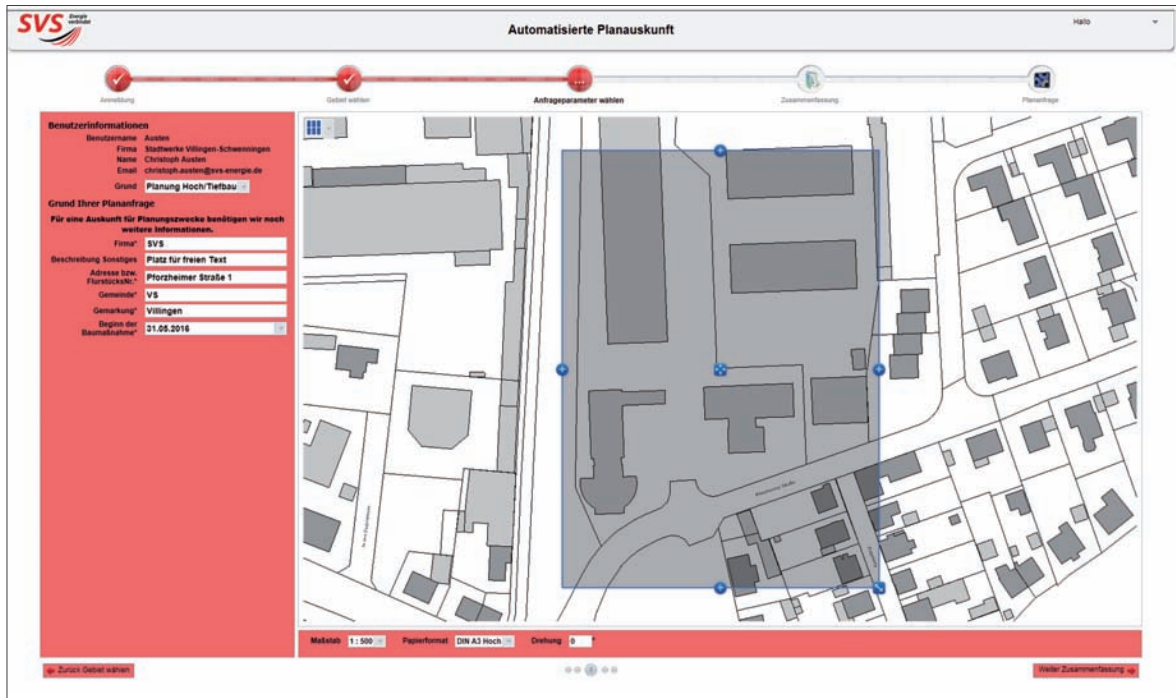 SVS Energie verbindet
Automatisierte Planauskunft
Hallo
Anmeldung
Gebiet wählen
Anfrageparameter wählen
Zusammenfassung
Plananfrage
Benutzerinformationen
Benutzername Austen
Firma Stadtwerke Villingen-Schwenningen
Name Christoph Austen
Email christoph.austen@svs-energie.de
Grund Planung Hoch/Tiefbau
Grund Ihrer Plananfrage
Für eine Auskunft für Planungszwecke benötigen wir noch
weitere Informationen.
Firma* SVS
Beschreibung Sonstiges Platz für freien Text
Adresse bzw.
FlurstücksNr.* Pforzheimer Straße 1
Gemeinde* VS
Gemarkung* Villingen
Beginn der
Baumaßnahme* 31.05.2016
Maßstab 1 : 500 Papierformat DIN A3 Hoch Drehung 0 °
Zurück Gebiet wählen
Weiter Zusammenfassung